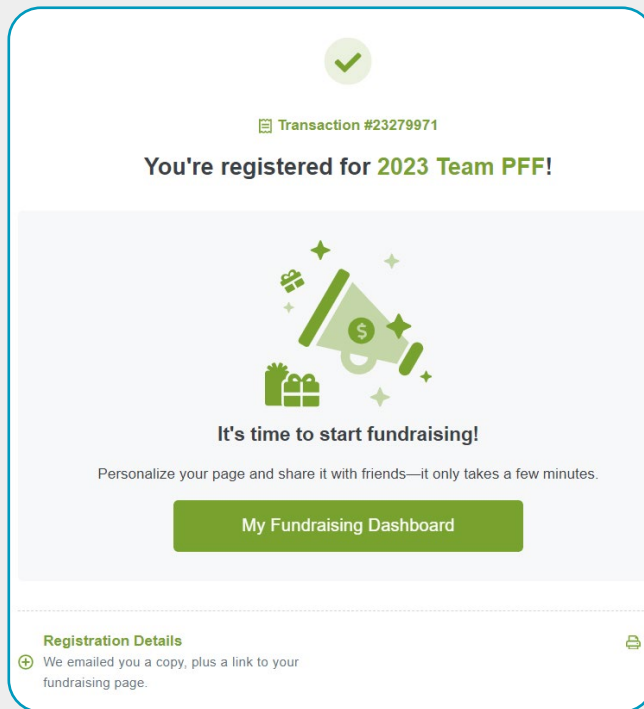 Transaction #23279971
You're registered for 2023 Team PFF!
$
It's time to start fundraising!
Personalize your page and share it with friends—it only takes a few minutes.
My Fundraising Dashboard
Registration Details
We emailed you a copy, plus a link to your
fundraising page.